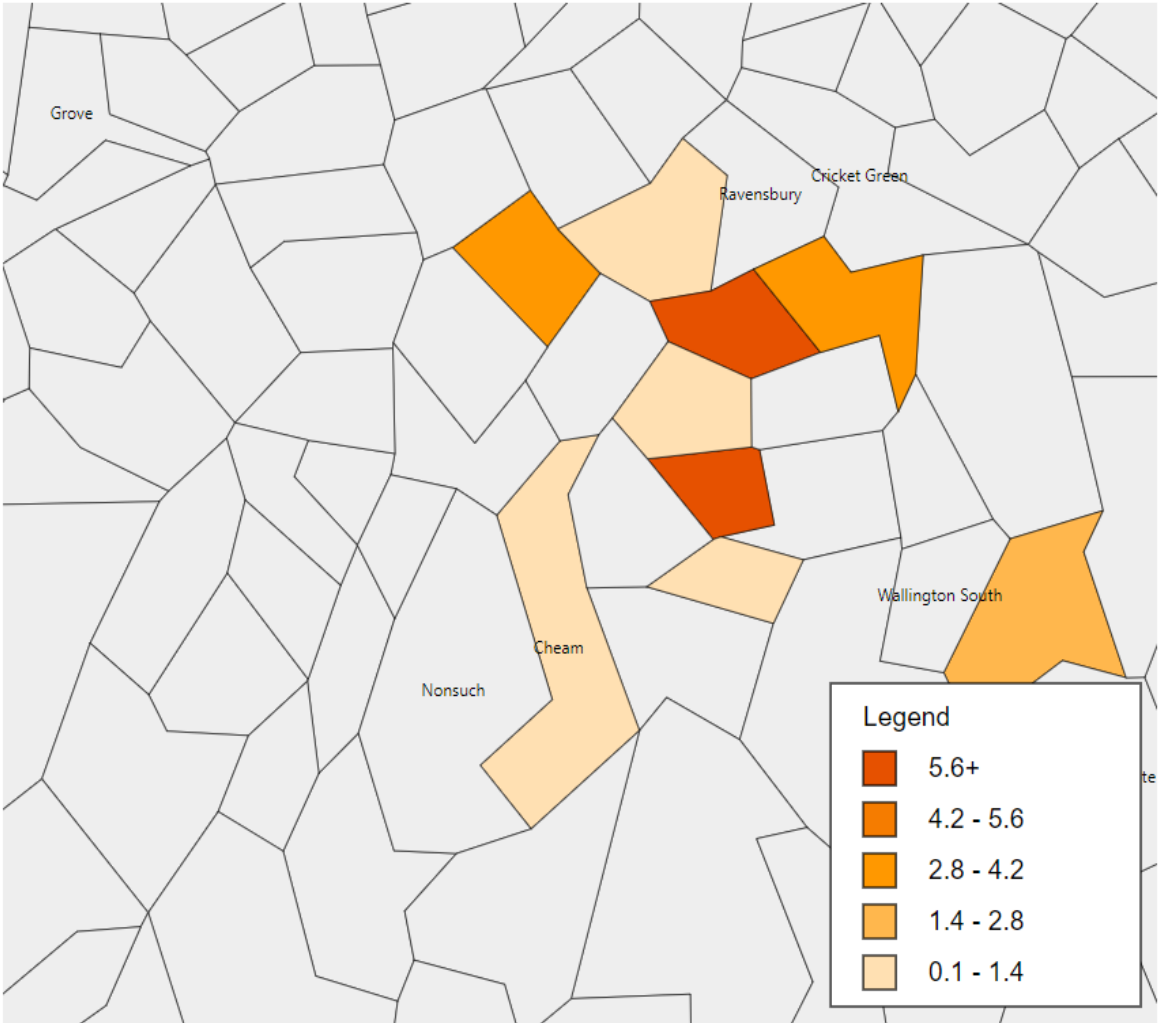 Grove
Cricket Green
Ravensbury
Wallington South
Cheam
Nonsuch
Legend
5.6+
4.2 - 5.6
2.8 - 4.2
1.4 - 2.8
0.1 - 1.4
te